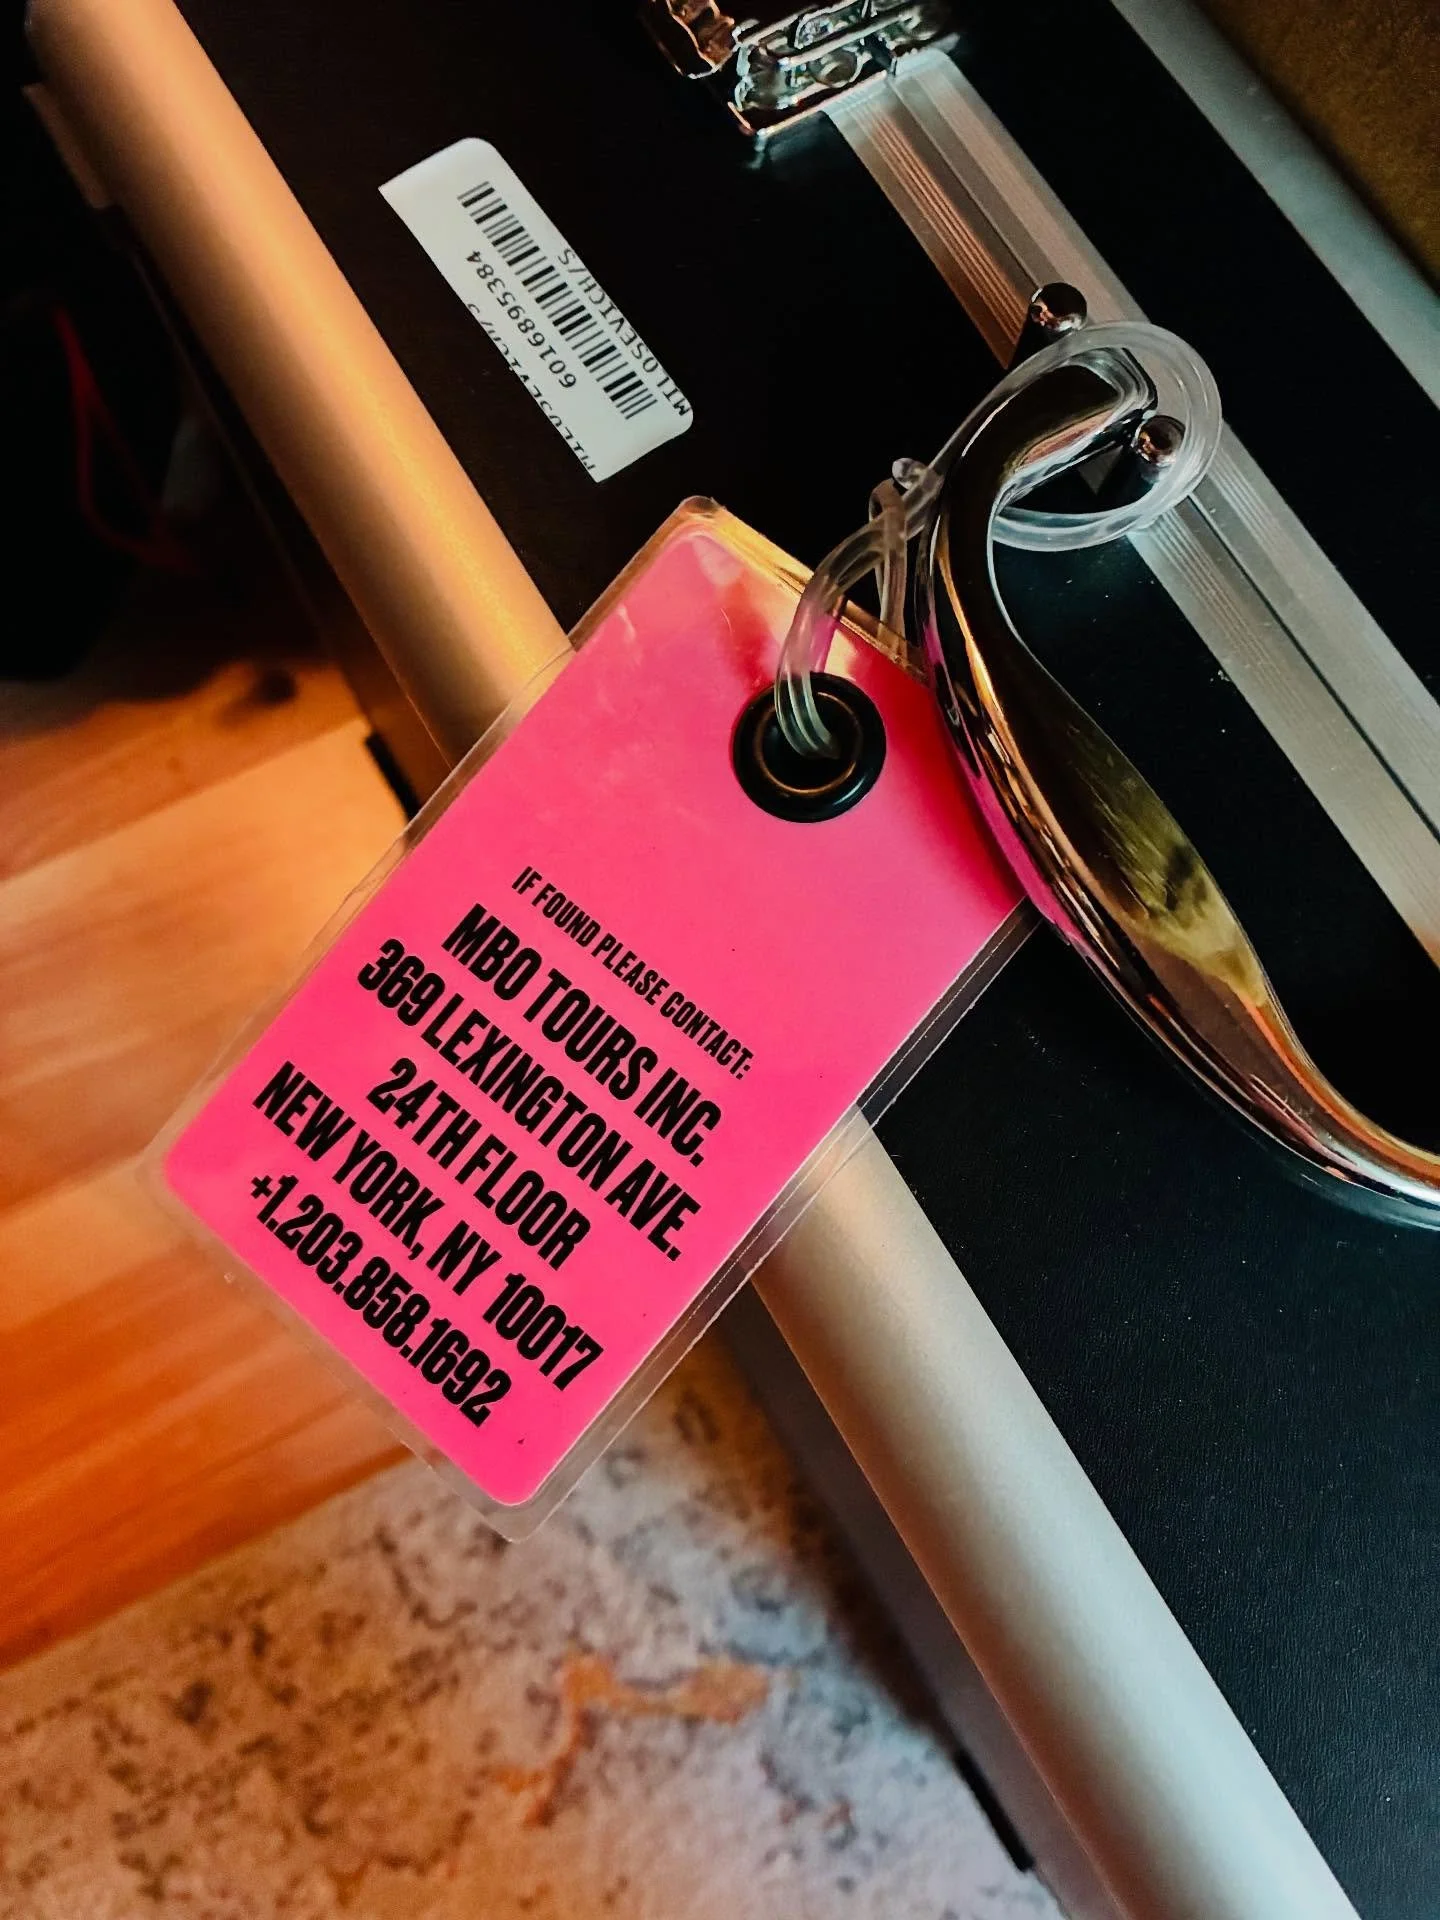 MILOSEVICH/S
6016895384
IF FOUND PLEASE CONTACT:
MBO TOURS INC.
369 LEXINGTON AVE.
24TH FLOOR
NEW YORK, NY 10017
+1.203.858.1692